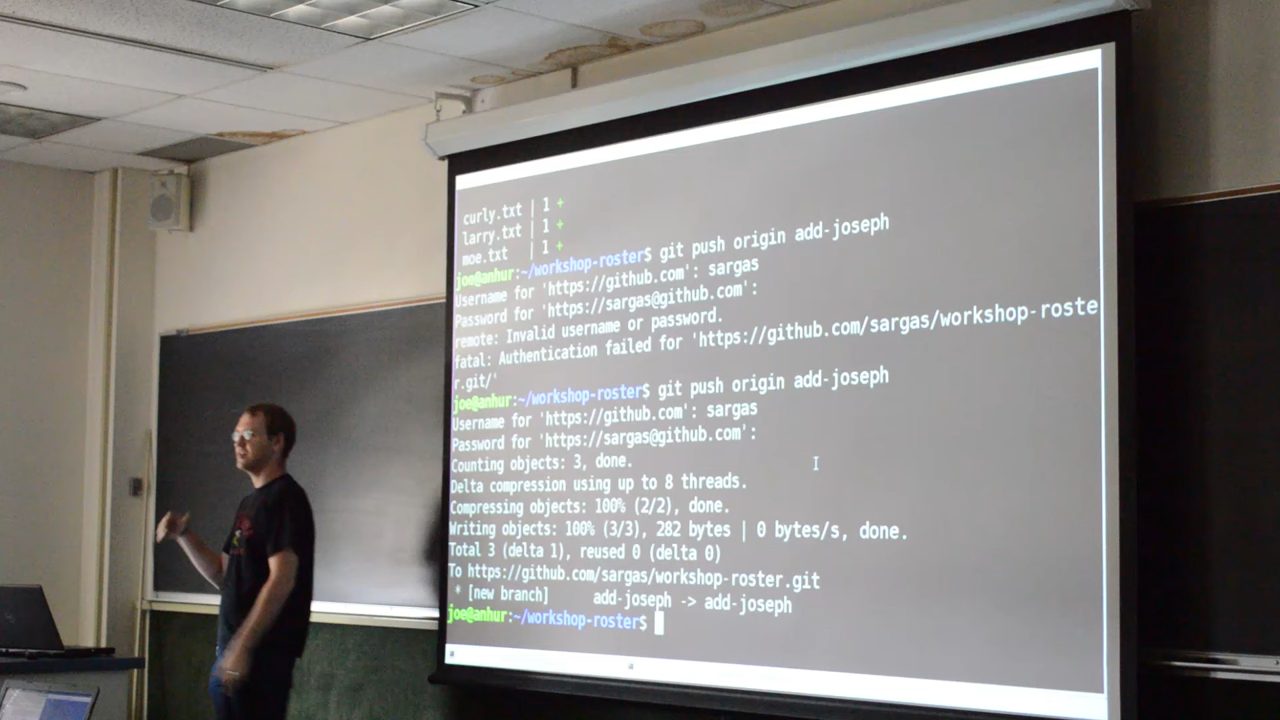 curly.txt | 1 +
larry.txt | 1 +
moe.txt   | 1 +
joe@anhur:~/workshop-roster$ git push origin add-joseph
Username for 'https://github.com': sargas
Password for 'https://sargas@github.com':
remote: Invalid username or password.
fatal: Authentication failed for 'https://github.com/sargas/workshop-roste
r.git/'
joe@anhur:~/workshop-roster$ git push origin add-joseph
Username for 'https://github.com': sargas
Password for 'https://sargas@github.com':
Counting objects: 3, done.
Delta compression using up to 8 threads.
Compressing objects: 100% (2/2), done.
Writing objects: 100% (3/3), 282 bytes | 0 bytes/s, done.
Total 3 (delta 1), reused 0 (delta 0)
To https://github.com/sargas/workshop-roster.git
 * [new branch]      add-joseph -> add-joseph
joe@anhur:~/workshop-roster$